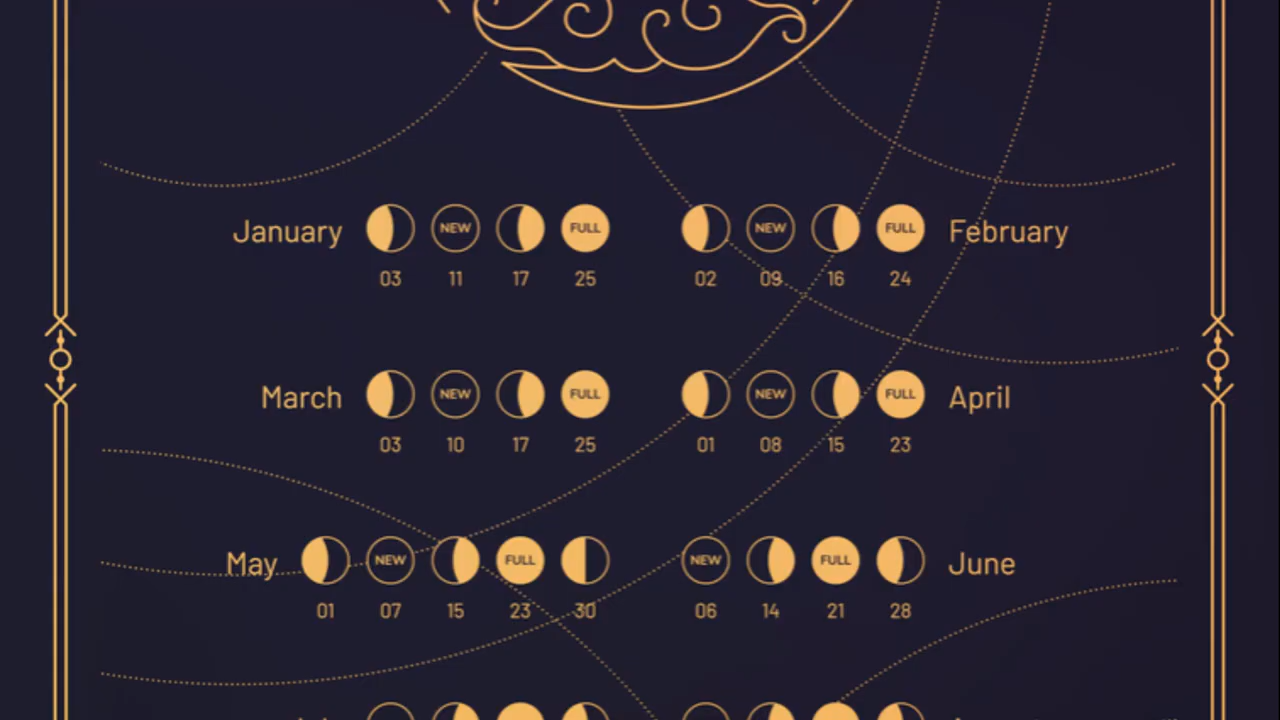 January NEW FULL NEW FULL February
03 11 17 25 02 09 16 24
March NEW FULL NEW FULL April
03 10 17 25 01 08 15 23
May NEW FULL NEW FULL June
01 07 15 23 30 06 14 21 28